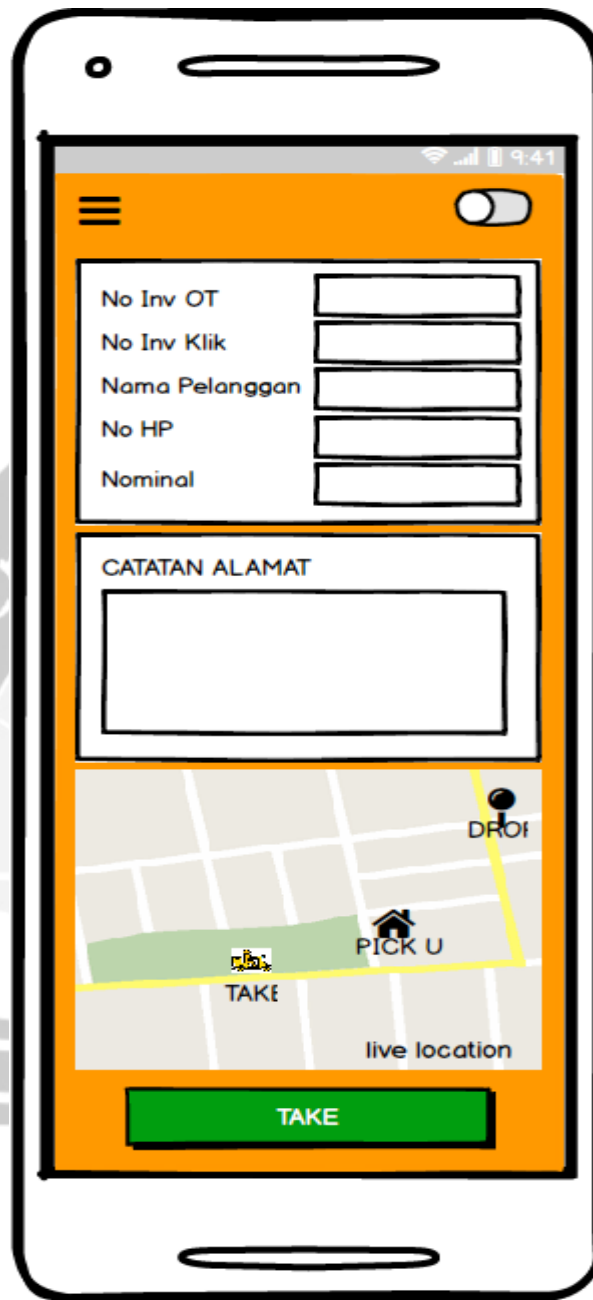 9:41
No Inv OT
No Inv Klik
Nama Pelanggan
No HP
Nominal
CATATAN ALAMAT
DROP
PICK U
TAKE
live location
TAKE